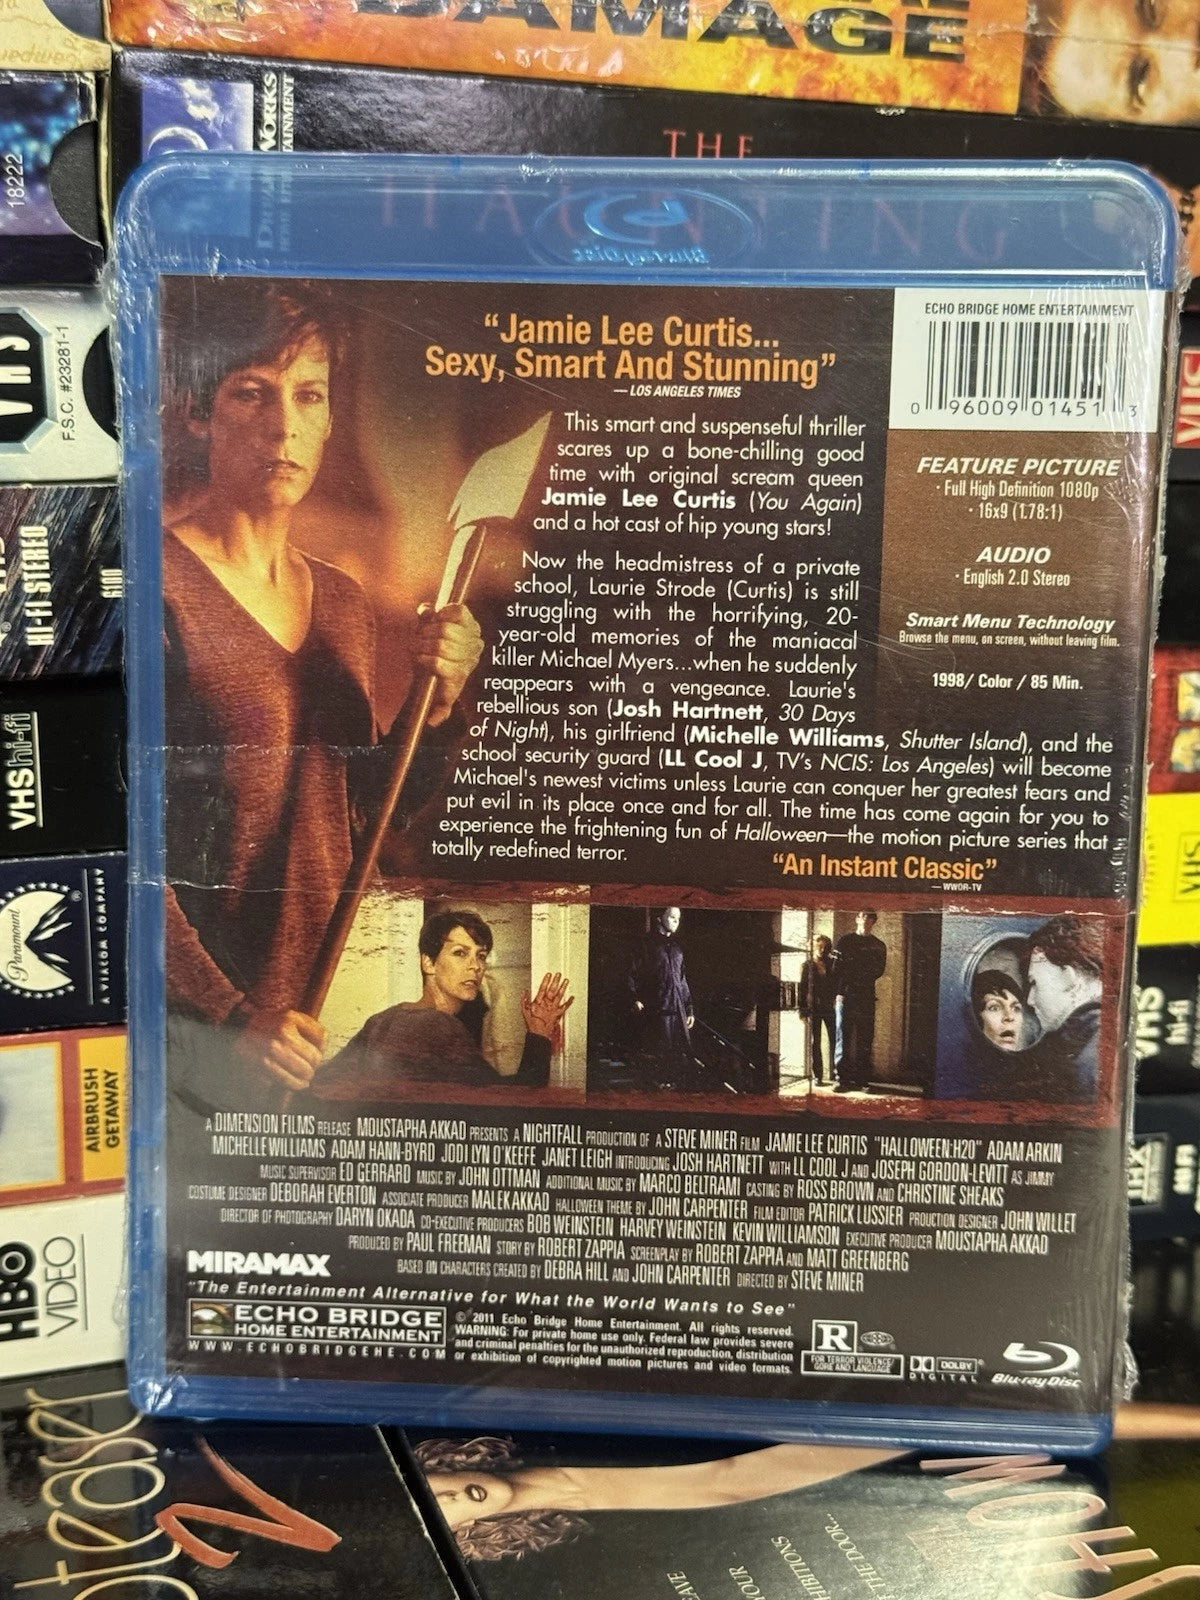 DAMAGE
THE
HAUNTING
WORKS
18222
VHS
F.S.C. #23281-1
HI-FI STEREO
VHS hi-fi
Paramount
A VIACOM COMPANY
AIRBRUSH
GETAWAY
HBO
VIDEO
Blu-ray Disc
"Jamie Lee Curtis...
Sexy, Smart And Stunning"
— LOS ANGELES TIMES
This smart and suspenseful thriller
scares up a bone-chilling good
time with original scream queen
Jamie Lee Curtis (You Again)
and a hot cast of hip young stars!
Now the headmistress of a private
school, Laurie Strode (Curtis) is still
struggling with the horrifying, 20-
year-old memories of the maniacal
killer Michael Myers...when he suddenly
reappears with a vengeance. Laurie's
rebellious son (Josh Hartnett, 30 Days
of Night), his girlfriend (Michelle Williams, Shutter Island), and the
school security guard (LL Cool J, TV's NCIS: Los Angeles) will become
Michael's newest victims unless Laurie can conquer her greatest fears and
put evil in its place once and for all. The time has come again for you to
experience the frightening fun of Halloween—the motion picture series that
totally redefined terror.
"An Instant Classic"
— WWOR-TV
ECHO BRIDGE HOME ENTERTAINMENT
0 96009 01451 3
FEATURE PICTURE
· Full High Definition 1080p
· 16x9 (1.78:1)
AUDIO
· English 2.0 Stereo
Smart Menu Technology
Browse the menu, on screen, without leaving film.
1998/ Color / 85 Min.
A DIMENSION FILMS RELEASE MOUSTAPHA AKKAD PRESENTS A NIGHTFALL PRODUCTION OF A STEVE MINER FILM JAMIE LEE CURTIS "HALLOWEEN:H20" ADAM ARKIN
MICHELLE WILLIAMS ADAM HANN-BYRD JODI LYN O'KEEFE JANET LEIGH INTRODUCING JOSH HARTNETT WITH LL COOL J AND JOSEPH GORDON-LEVITT AS JIMMY
MUSIC SUPERVISOR ED GERRARD MUSIC BY JOHN OTTMAN ADDITIONAL MUSIC BY MARCO BELTRAMI CASTING BY ROSS BROWN AND CHRISTINE SHEAKS
COSTUME DESIGNER DEBORAH EVERTON ASSOCIATE PRODUCER MALEK AKKAD HALLOWEEN THEME BY JOHN CARPENTER FILM EDITOR PATRICK LUSSIER PRODUCTION DESIGNER JOHN WILLET
DIRECTOR OF PHOTOGRAPHY DARYN OKADA CO-EXECUTIVE PRODUCERS BOB WEINSTEIN HARVEY WEINSTEIN KEVIN WILLIAMSON EXECUTIVE PRODUCER MOUSTAPHA AKKAD
PRODUCED BY PAUL FREEMAN STORY BY ROBERT ZAPPIA SCREENPLAY BY ROBERT ZAPPIA AND MATT GREENBERG
BASED ON CHARACTERS CREATED BY DEBRA HILL AND JOHN CARPENTER DIRECTED BY STEVE MINER
MIRAMAX
"The Entertainment Alternative for What the World Wants to See"
ECHO BRIDGE
HOME ENTERTAINMENT
WWW.ECHOBRIDGEHE.COM
© 2011 Echo Bridge Home Entertainment. All rights reserved.
WARNING: For private home use only. Federal law provides severe
and criminal penalties for the unauthorized reproduction, distribution
or exhibition of copyrighted motion pictures and video formats.
R
FOR TERROR VIOLENCE/
GORE AND LANGUAGE
DOLBY
DIGITAL
Blu-ray Disc
VHS
VHS
VHS
hi-fi
stripteaser
2